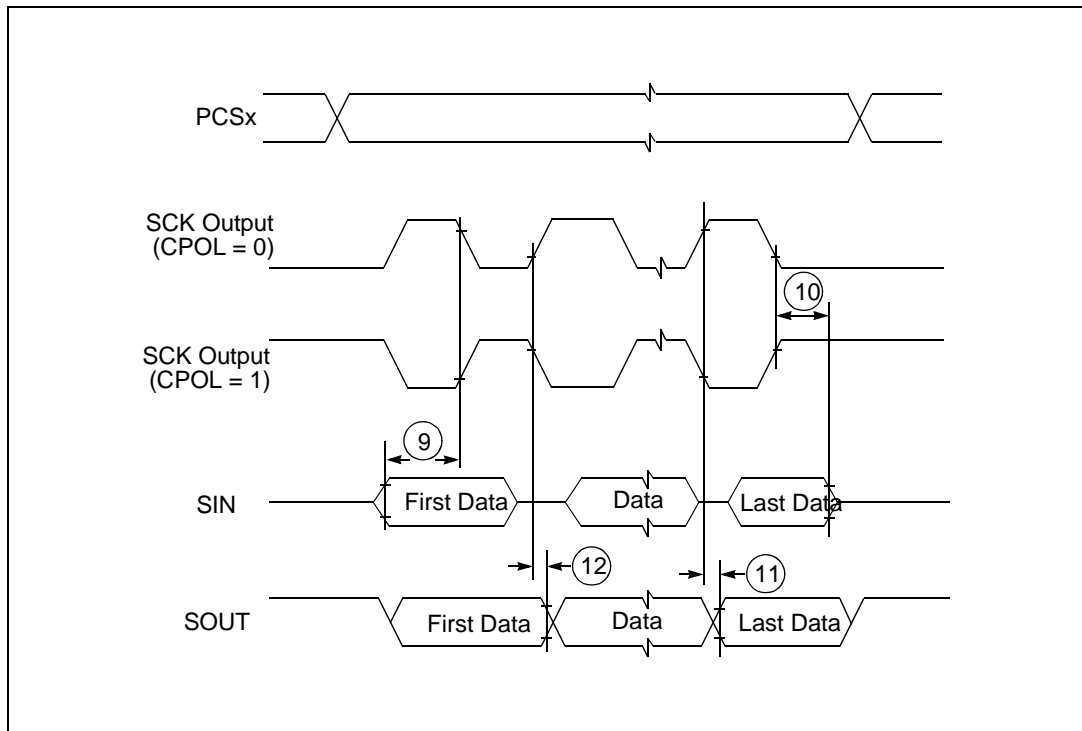 PCSx
SCK Output
(CPOL = 0)
10
SCK Output
(CPOL = 1)
9
SIN
First Data
Data
Last Data
12
11
SOUT
First Data
Data
Last Data